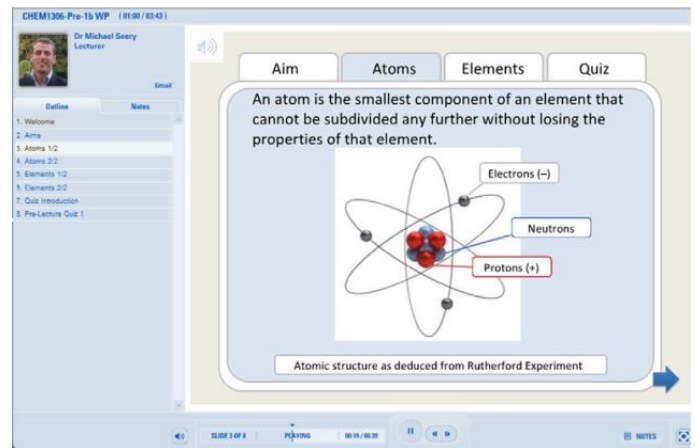 CHEM1306-Pre-1b WP ( 01:00 / 03:43 )
Dr Michael Seery
Lecturer
Email
Outline Notes
1. Welcome
2. Aims
3. Atoms 1/2
4. Atoms 2/2
5. Elements 1/2
6. Elements 2/2
7. Quiz Introduction
8. Pre-Lecture Quiz 1
Aim Atoms Elements Quiz
An atom is the smallest component of an element that
cannot be subdivided any further without losing the
properties of that element.
Electrons (–)
Neutrons
Protons (+)
Atomic structure as deduced from Rutherford Experiment
SLIDE 3 OF 8 PLAYING 00:19 / 00:39 NOTES